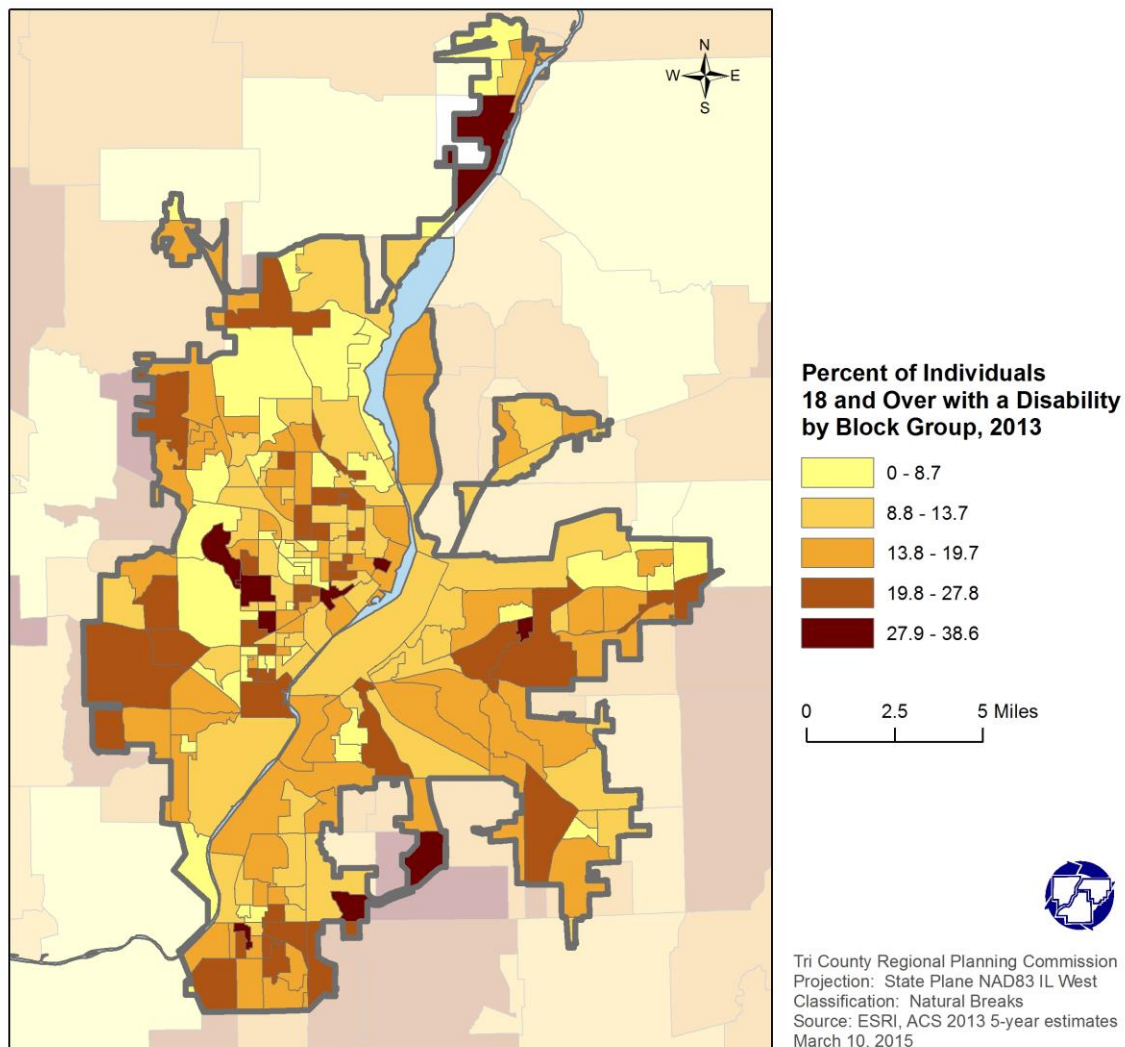 N
W E
S
Percent of Individuals
18 and Over with a Disability
by Block Group, 2013
0 - 8.7
8.8 - 13.7
13.8 - 19.7
19.8 - 27.8
27.9 - 38.6
0 2.5 5 Miles
Tri County Regional Planning Commission
Projection: State Plane NAD83 IL West
Classification: Natural Breaks
Source: ESRI, ACS 2013 5-year estimates
March 10, 2015